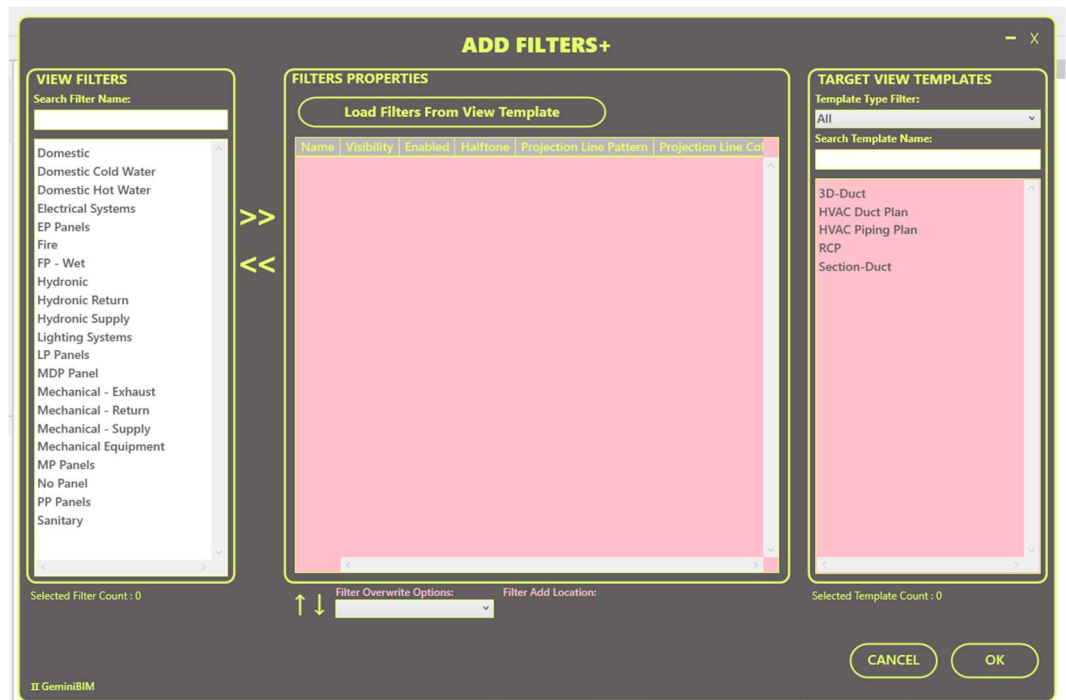 ADD FILTERS+
- X
VIEW FILTERS
Search Filter Name:
Domestic
Domestic Cold Water
Domestic Hot Water
Electrical Systems
EP Panels
Fire
FP - Wet
Hydronic
Hydronic Return
Hydronic Supply
Lighting Systems
LP Panels
MDP Panel
Mechanical - Exhaust
Mechanical - Return
Mechanical - Supply
Mechanical Equipment
MP Panels
No Panel
PP Panels
Sanitary
Selected Filter Count : 0
>>
<<
FILTERS PROPERTIES
Load Filters From View Template
Name Visibility Enabled Halftone Projection Line Pattern Projection Line Col
↑ ↓
Filter Overwrite Options:
Filter Add Location:
TARGET VIEW TEMPLATES
Template Type Filter:
All
Search Template Name:
3D-Duct
HVAC Duct Plan
HVAC Piping Plan
RCP
Section-Duct
Selected Template Count : 0
CANCEL
OK
II GeminiBIM